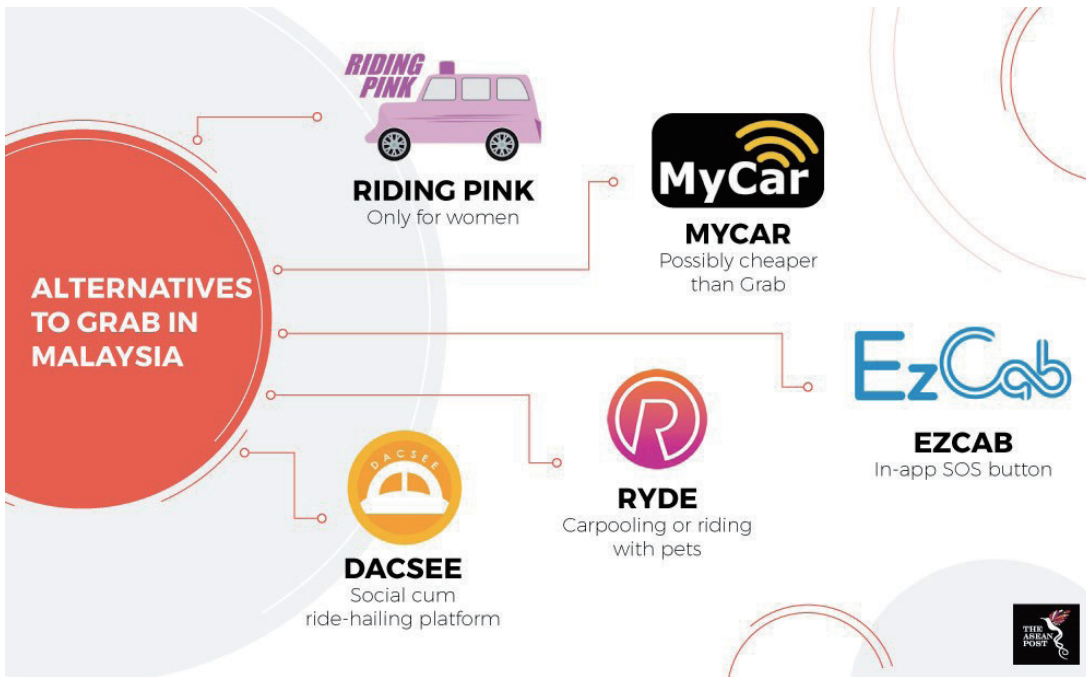 ALTERNATIVES
TO GRAB IN
MALAYSIA
RIDING
PINK
RIDING PINK
Only for women
MyCar
MYCAR
Possibly cheaper
than Grab
EzCab
EZCAB
In-app SOS button
R
RYDE
Carpooling or riding
with pets
DACSEE
DACSEE
Social cum
ride-hailing platform
THE
ASEAN
POST